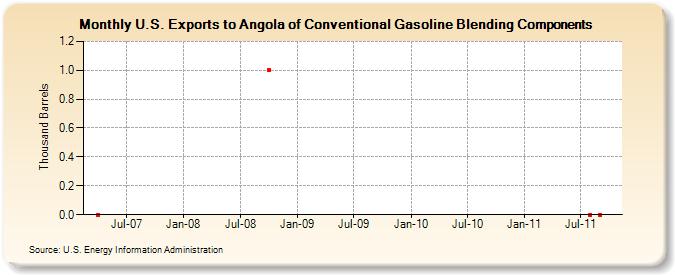 Monthly U.S. Exports to Angola of Conventional Gasoline Blending Components
Thousand Barrels
1.2
1.0
0.8
0.6
0.4
0.2
0.0
Jul-07 Jan-08 Jul-08 Jan-09 Jul-09 Jan-10 Jul-10 Jan-11 Jul-11
Source: U.S. Energy Information Administration